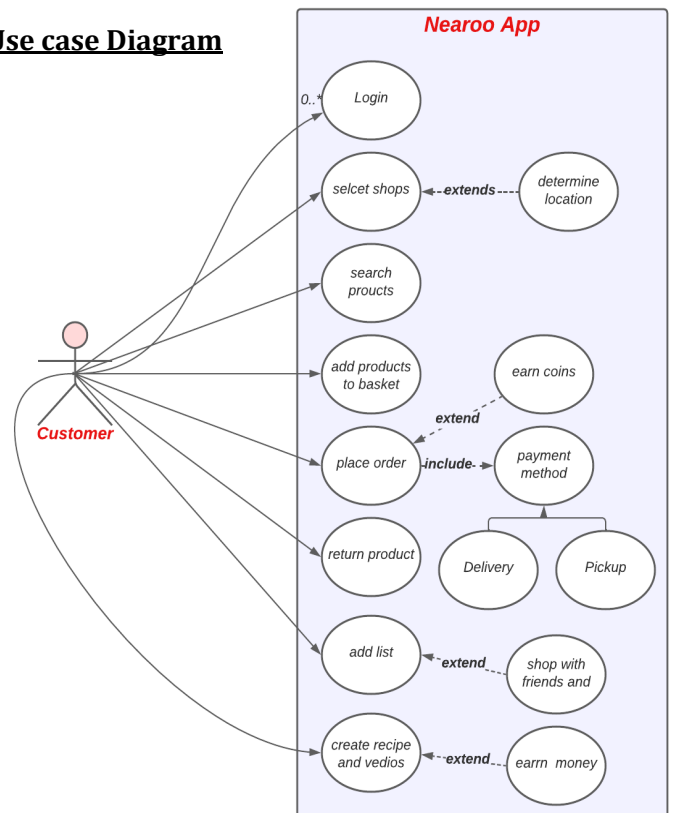 Use case Diagram
Nearoo App
0..*
Login
selcet shops
extends
determine
location
search
proucts
add products
to basket
earn coins
extend
Customer
place order
include
payment
method
return product
Delivery
Pickup
add list
extend
shop with
friends and
create recipe
and vedios
extend
earrn money